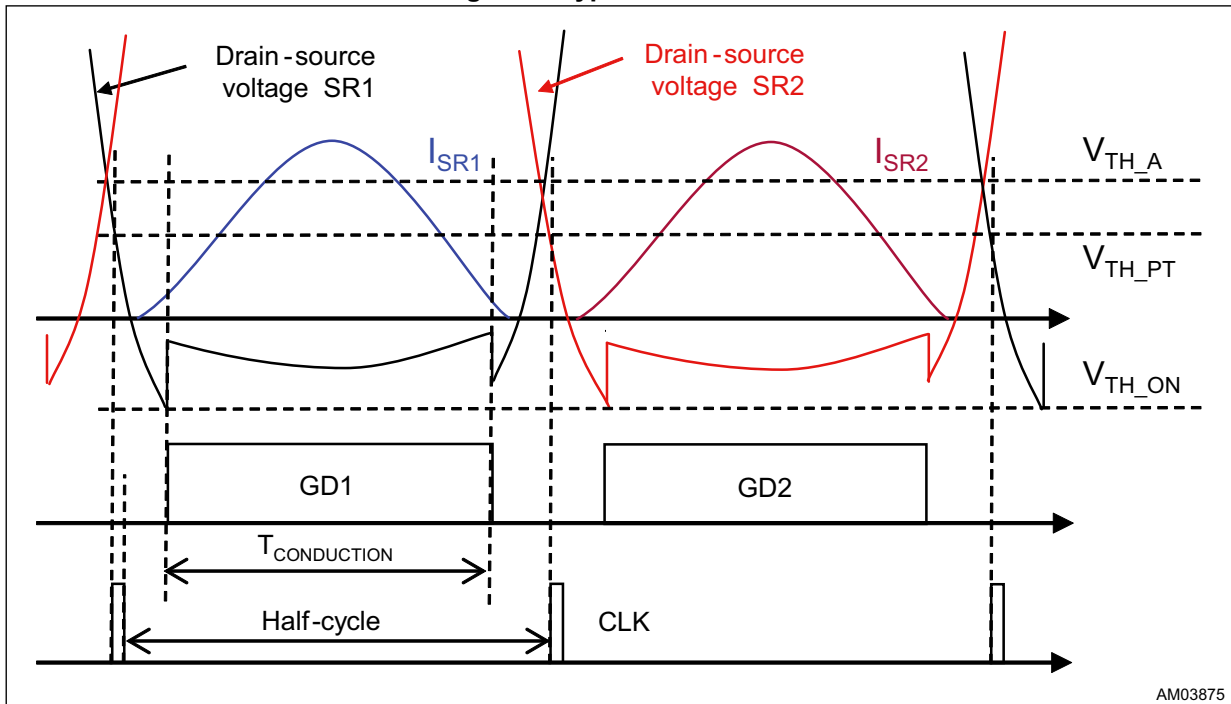 Drain-source
voltage SR1
Drain-source
voltage SR2
I_SR1
I_SR2
V_TH_A
V_TH_PT
V_TH_ON
GD1
GD2
T_CONDUCTION
Half-cycle
CLK
AM03875